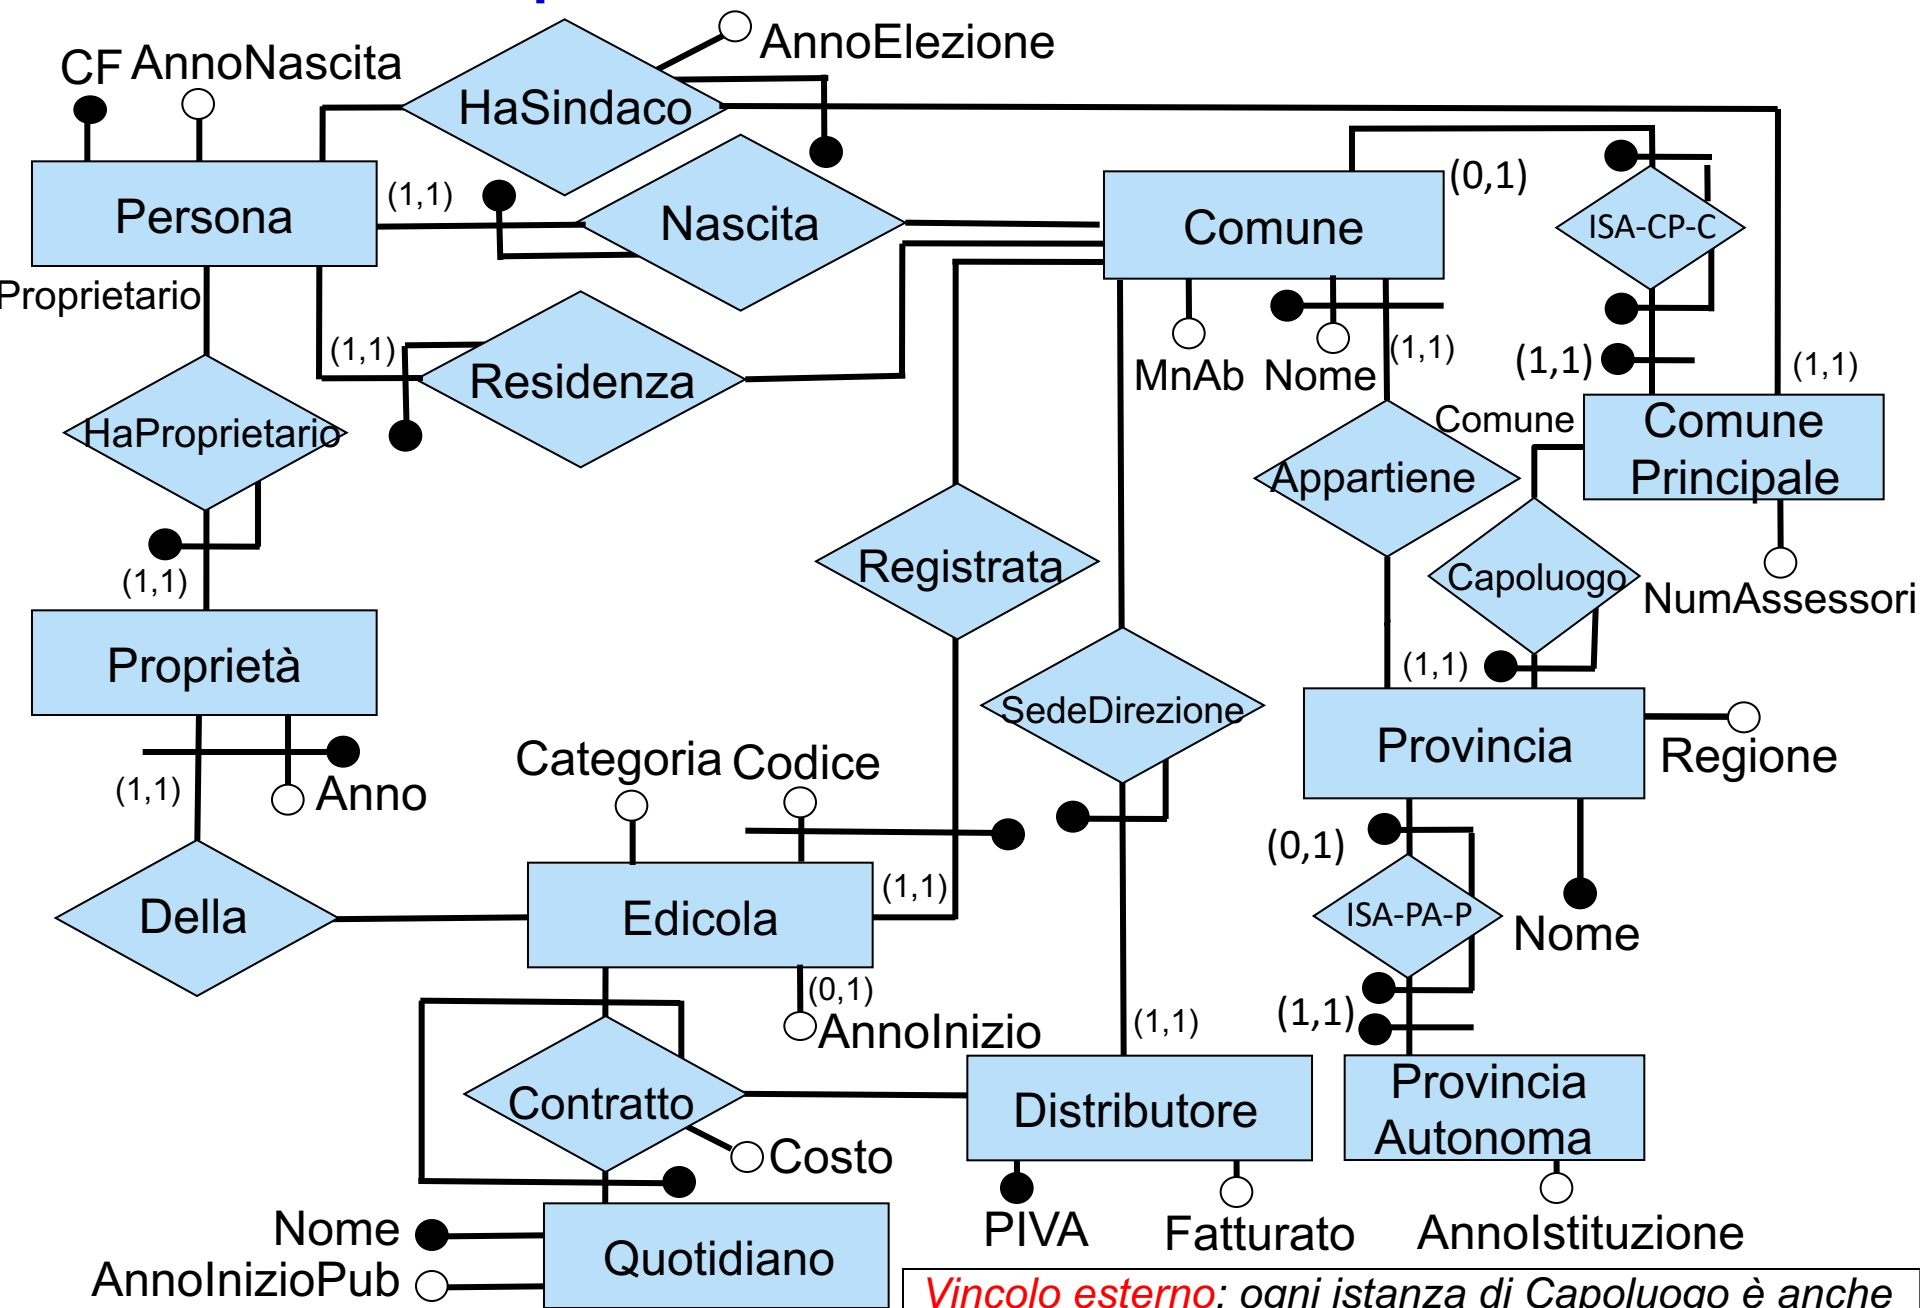 AnnoElezione
CF AnnoNascita
HaSindaco
Persona
(1,1)
Nascita
Comune
(0,1)
ISA-CP-C
Proprietario
(1,1)
Residenza
MnAb
Nome
(1,1)
(1,1)
(1,1)
HaProprietario
Comune
Comune
Principale
Appartiene
(1,1)
Registrata
Capoluogo
NumAssessori
Proprietà
(1,1)
SedeDirezione
Provincia
Regione
(1,1)
Anno
Categoria
Codice
(0,1)
Della
Edicola
(1,1)
ISA-PA-P
Nome
(0,1)
AnnoInizio
(1,1)
(1,1)
Contratto
Costo
Distributore
Provincia
Autonoma
PIVA
Fatturato
AnnoIstituzione
Nome
AnnoInizioPub
Quotidiano
Vincolo esterno: ogni istanza di Capoluogo è anche